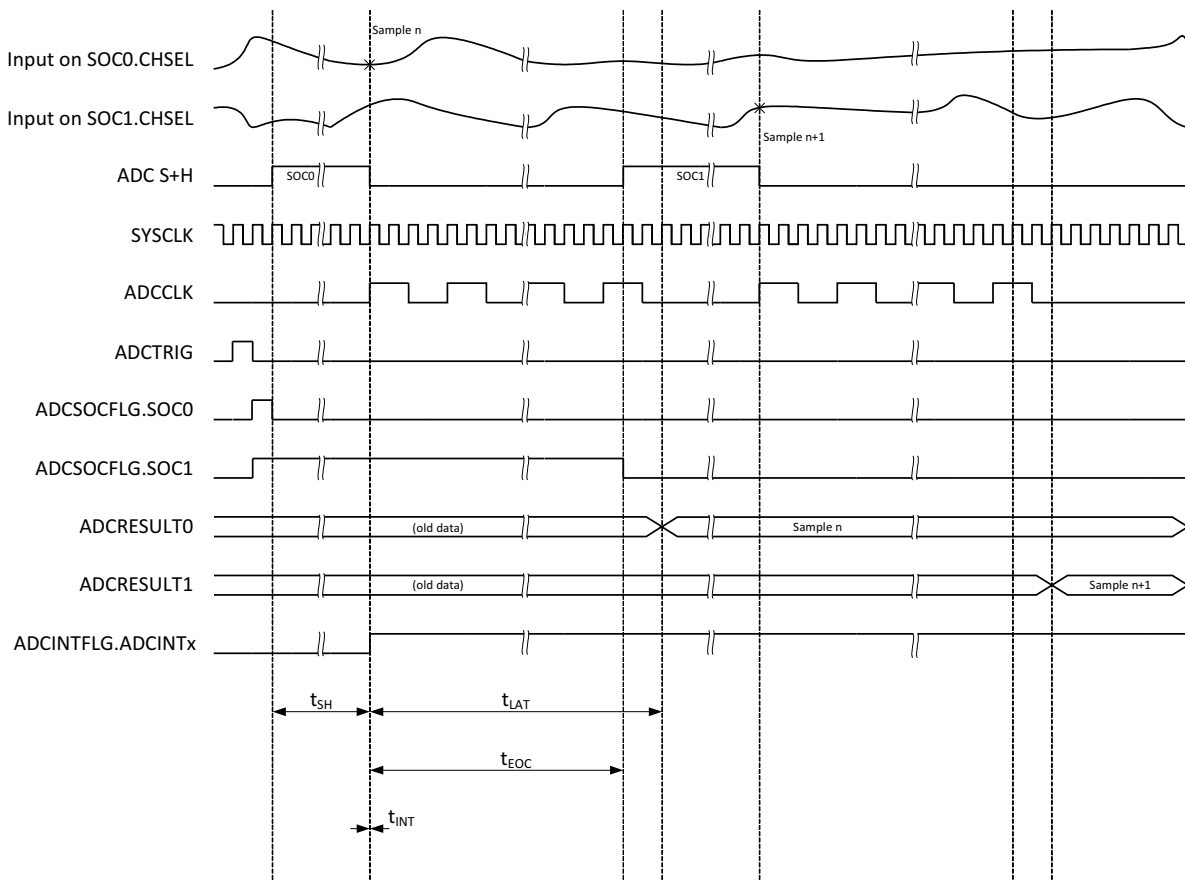 Sample n
Input on SOC0.CHSEL
Input on SOC1.CHSEL
Sample n+1
ADC S+H
SOC0
SOC1
SYSCLK
ADCCLK
ADCTRIG
ADCSOCFLG.SOC0
ADCSOCFLG.SOC1
ADCRESULT0
(old data)
Sample n
ADCRESULT1
(old data)
Sample n+1
ADCINTFLG.ADCINTx
tSH
tLAT
tEOC
tINT